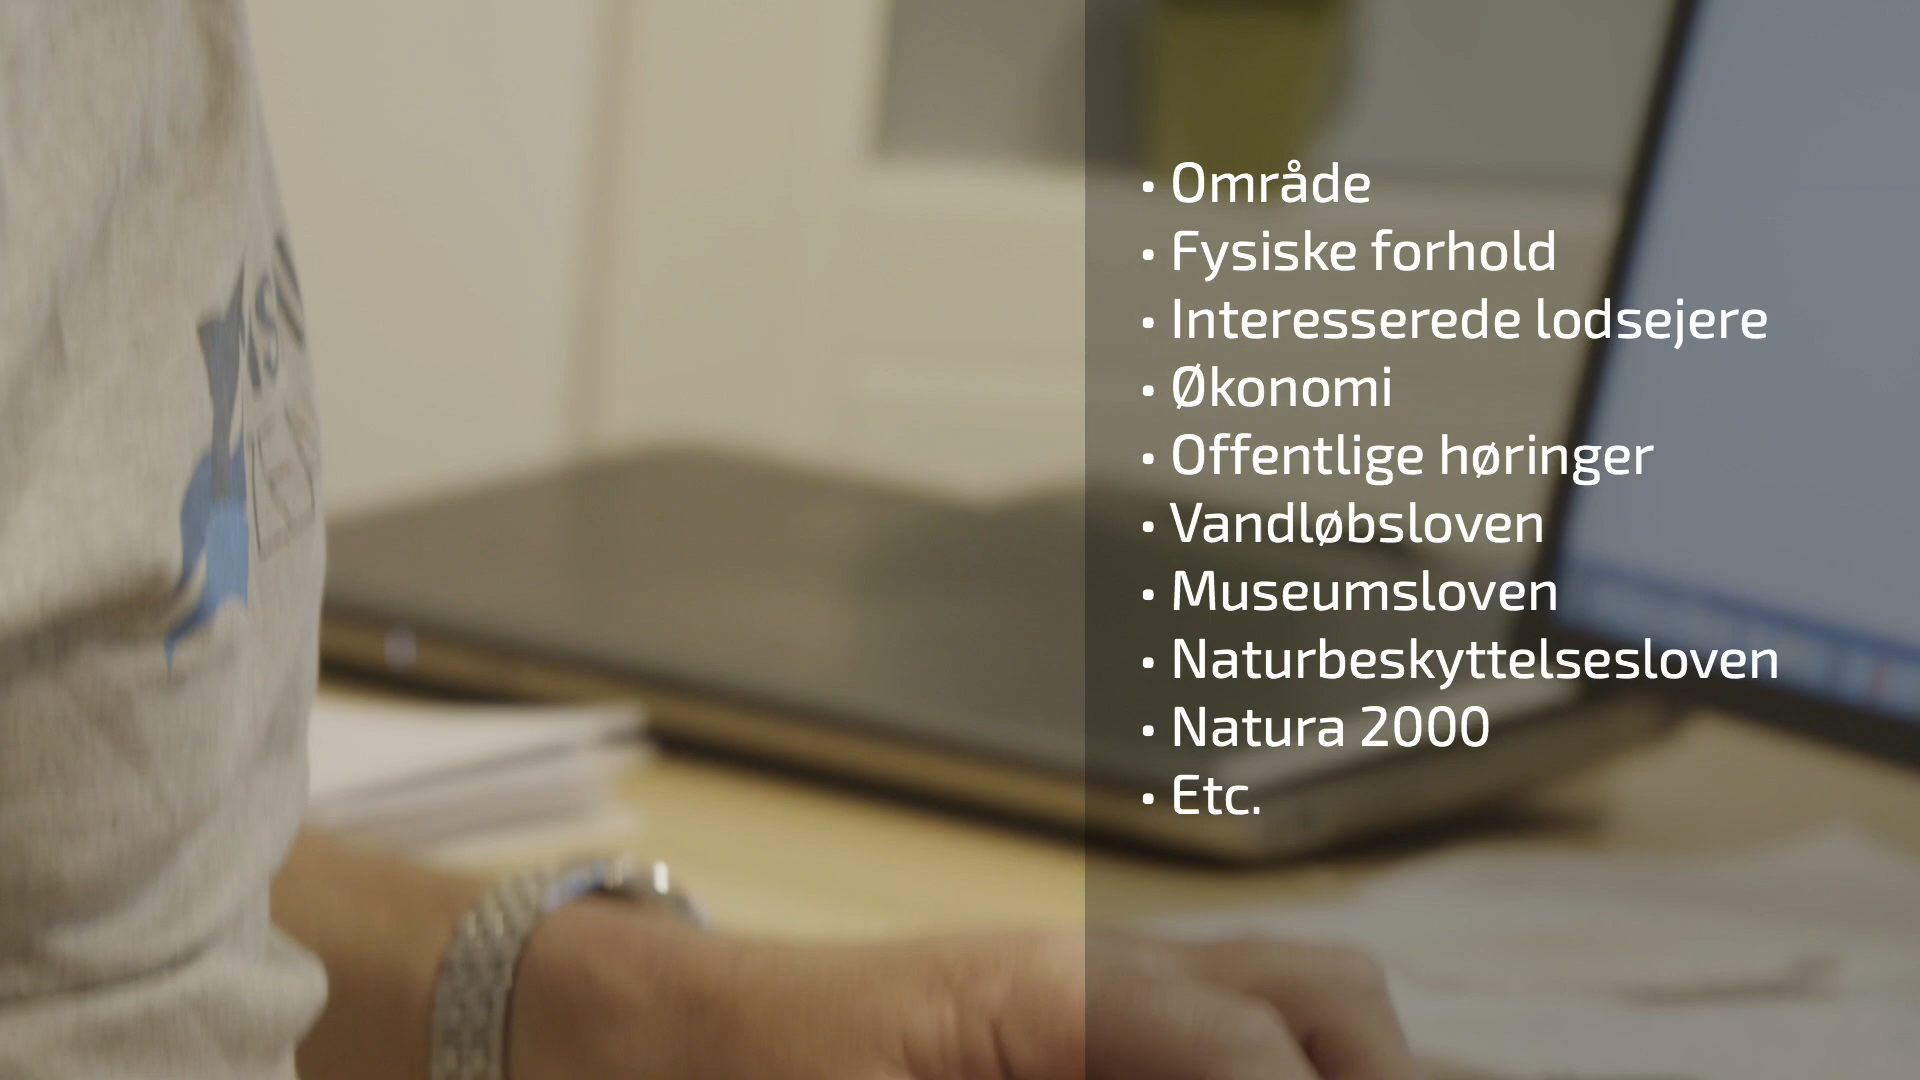 • Område
• Fysiske forhold
• Interesserede lodsejere
• Økonomi
• Offentlige høringer
• Vandløbsloven
• Museumsloven
• Naturbeskyttelsesloven
• Natura 2000
• Etc.